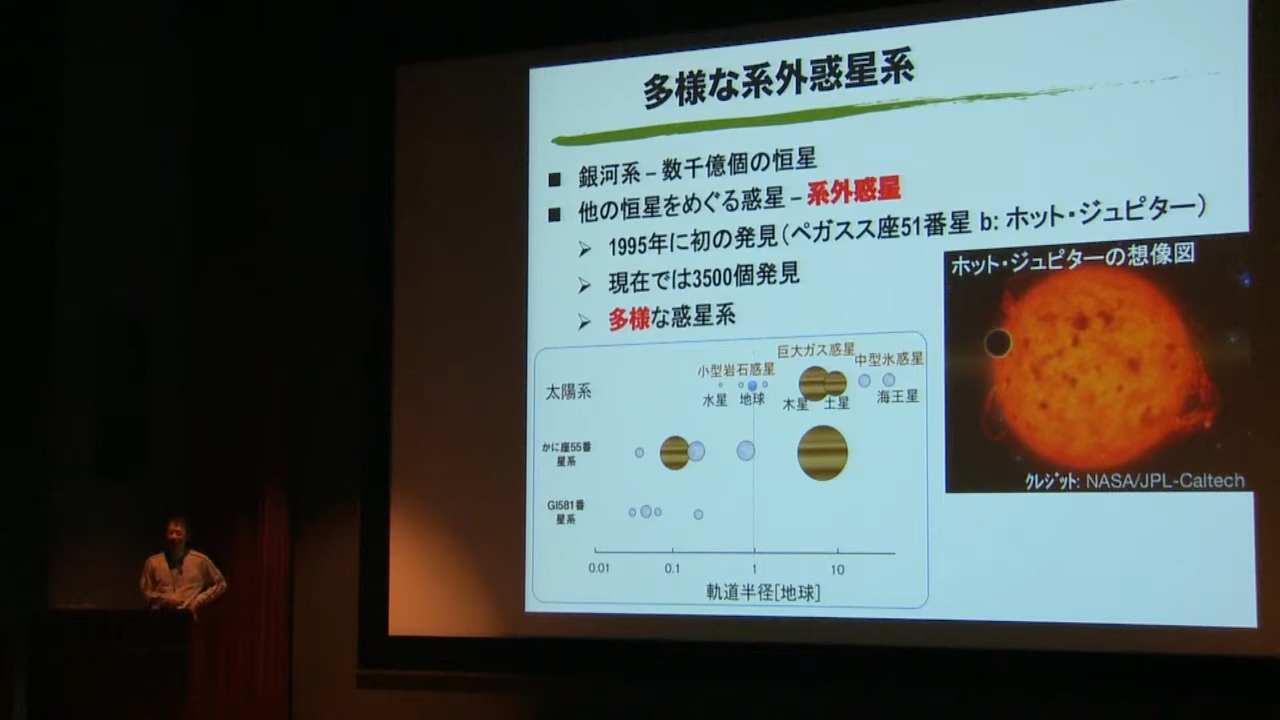 多様な系外惑星系
■ 銀河系 – 数千億個の恒星
■ 他の恒星をめぐる惑星 – 系外惑星
➢ 1995年に初の発見（ペガスス座51番星 b: ホット・ジュピター）
➢ 現在では3500個発見
➢ 多様な惑星系
ホット・ジュピターの想像図
クレジット: NASA/JPL-Caltech
巨大ガス惑星
小型岩石惑星
中型氷惑星
太陽系
水星 地球 木星 土星 海王星
かに座55番
星系
Gl581番
星系
0.01 0.1 1 10
軌道半径[地球]